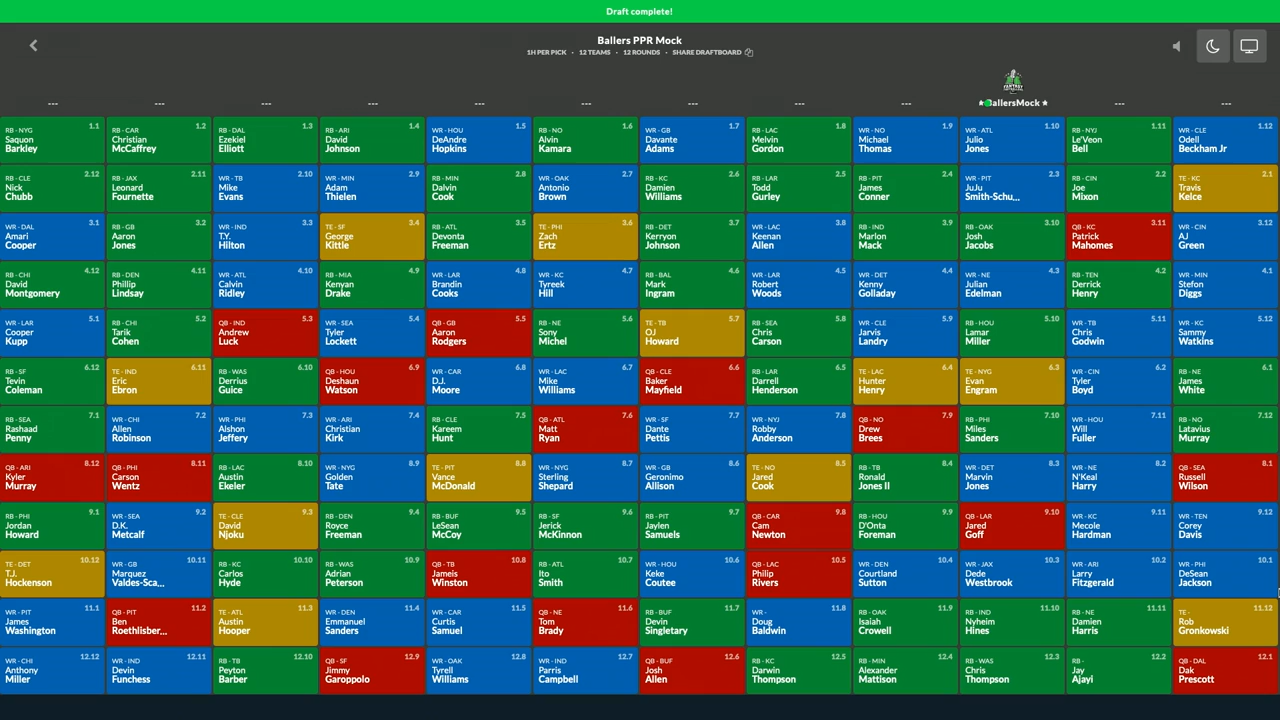 Draft complete!
Ballers PPR Mock
5H PER PICK • 12 TEAMS • 12 ROUNDS • SHARE DRAFTBOARD
--- --- --- --- --- --- --- --- --- ★BallersMock ★ --- ---
RB - NYG 1.1 RB - CAR 1.2 RB - DAL 1.3 RB - ARI 1.4 WR - HOU 1.5 RB - NO 1.6 WR - GB 1.7 RB - LAC 1.8 WR - NO 1.9 WR - ATL 1.10 RB - NYJ 1.11 WR - CLE 1.12
Saquon Christian Ezekiel David DeAndre Alvin Davante Melvin Michael Julio Le'Veon Odell
Barkley McCaffrey Elliott Johnson Hopkins Kamara Adams Gordon Thomas Jones Bell Beckham Jr
RB - CLE 2.12 RB - JAX 2.11 WR - TB 2.10 WR - MIN 2.9 RB - MIN 2.8 WR - OAK 2.7 RB - KC 2.6 RB - LAR 2.5 RB - PIT 2.4 WR - PIT 2.3 RB - CIN 2.2 TE - KC 2.1
Nick Leonard Mike Adam Dalvin Antonio Damien Todd James JuJu Joe Travis
Chubb Fournette Evans Thielen Cook Brown Williams Gurley Conner Smith-Schu... Mixon Kelce
WR - DAL 3.1 RB - GB 3.2 WR - IND 3.3 TE - SF 3.4 RB - ATL 3.5 TE - PHI 3.6 RB - DET 3.7 WR - LAC 3.8 RB - IND 3.9 RB - OAK 3.10 QB - KC 3.11 WR - CIN 3.12
Amari Aaron T.Y. George Devonta Zach Kerryon Keenan Marlon Josh Patrick AJ
Cooper Jones Hilton Kittle Freeman Ertz Johnson Allen Mack Jacobs Mahomes Green
RB - CHI 4.12 RB - DEN 4.11 WR - ATL 4.10 RB - MIA 4.9 WR - LAR 4.8 WR - KC 4.7 RB - BAL 4.6 WR - LAR 4.5 WR - DET 4.4 WR - NE 4.3 RB - TEN 4.2 WR - MIN 4.1
David Phillip Calvin Kenyan Brandin Tyreek Mark Robert Kenny Julian Derrick Stefon
Montgomery Lindsay Ridley Drake Cooks Hill Ingram Woods Golladay Edelman Henry Diggs
WR - LAR 5.1 RB - CHI 5.2 QB - IND 5.3 WR - SEA 5.4 QB - GB 5.5 RB - NE 5.6 TE - TB 5.7 RB - SEA 5.8 WR - CLE 5.9 RB - HOU 5.10 WR - TB 5.11 WR - KC 5.12
Cooper Tarik Andrew Tyler Aaron Sony OJ Chris Jarvis Lamar Chris Sammy
Kupp Cohen Luck Lockett Rodgers Michel Howard Carson Landry Miller Godwin Watkins
RB - SF 6.12 TE - IND 6.11 RB - WAS 6.10 QB - HOU 6.9 WR - CAR 6.8 WR - LAC 6.7 QB - CLE 6.6 RB - LAR 6.5 TE - LAC 6.4 TE - NYG 6.3 WR - CIN 6.2 RB - NE 6.1
Tevin Eric Derrius Deshaun D.J. Mike Baker Darrell Hunter Evan Tyler James
Coleman Ebron Guice Watson Moore Williams Mayfield Henderson Henry Engram Boyd White
RB - SEA 7.1 WR - CHI 7.2 WR - PHI 7.3 WR - ARI 7.4 RB - CLE 7.5 QB - ATL 7.6 WR - SF 7.7 WR - NYJ 7.8 QB - NO 7.9 RB - PHI 7.10 WR - HOU 7.11 RB - NO 7.12
Rashaad Allen Alshon Christian Kareem Matt Dante Robby Drew Miles Will Latavius
Penny Robinson Jeffery Kirk Hunt Ryan Pettis Anderson Brees Sanders Fuller Murray
QB - ARI 8.12 QB - PHI 8.11 RB - LAC 8.10 WR - NYG 8.9 TE - PIT 8.8 WR - NYG 8.7 WR - GB 8.6 TE - NO 8.5 RB - TB 8.4 WR - DET 8.3 WR - NE 8.2 QB - SEA 8.1
Kyler Carson Austin Golden Vance Sterling Geronimo Jared Ronald Marvin N'Keal Russell
Murray Wentz Ekeler Tate McDonald Shepard Allison Cook Jones II Jones Harry Wilson
RB - PHI 9.1 WR - SEA 9.2 TE - CLE 9.3 RB - DEN 9.4 RB - BUF 9.5 RB - SF 9.6 RB - PIT 9.7 QB - CAR 9.8 RB - HOU 9.9 QB - LAR 9.10 WR - KC 9.11 WR - TEN 9.12
Jordan D.K. David Royce LeSean Jerick Jaylen Cam D'Onta Jared Mecole Corey
Howard Metcalf Njoku Freeman McCoy McKinnon Samuels Newton Foreman Goff Hardman Davis
TE - DET 10.12 WR - GB 10.11 RB - KC 10.10 RB - WAS 10.9 QB - TB 10.8 RB - ATL 10.7 WR - HOU 10.6 QB - LAC 10.5 WR - DEN 10.4 WR - JAX 10.3 WR - ARI 10.2 WR - PHI 10.1
T.J. Marquez Carlos Adrian Jameis Ito Keke Philip Courtland Dede Larry DeSean
Hockenson Valdes-Sca... Hyde Peterson Winston Smith Coutee Rivers Sutton Westbrook Fitzgerald Jackson
WR - PIT 11.1 QB - PIT 11.2 TE - ATL 11.3 WR - DEN 11.4 WR - CAR 11.5 QB - NE 11.6 RB - BUF 11.7 WR - 11.8 RB - OAK 11.9 RB - IND 11.10 RB - NE 11.11 TE - 11.12
James Ben Austin Emmanuel Curtis Tom Devin Doug Isaiah Nyheim Damien Rob
Washington Roethlisber... Hooper Sanders Samuel Brady Singletary Baldwin Crowell Hines Harris Gronkowski
WR - CHI 12.12 WR - IND 12.11 RB - TB 12.10 QB - SF 12.9 WR - OAK 12.8 WR - IND 12.7 QB - BUF 12.6 RB - KC 12.5 RB - MIN 12.4 RB - WAS 12.3 RB - 12.2 QB - DAL 12.1
Anthony Devin Peyton Jimmy Tyrell Parris Josh Darwin Alexander Chris Jay Dak
Miller Funchess Barber Garoppolo Williams Campbell Allen Thompson Mattison Thompson Ajayi Prescott